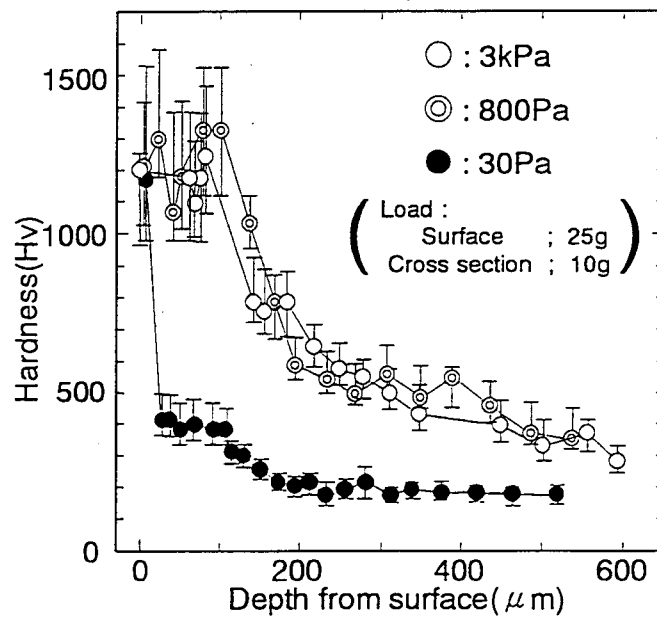 1500
1000
500
0
Hardness(Hv)
0
200
400
600
Depth from surface(μm)
○ : 3kPa
◎ : 800Pa
● : 30Pa
Load :
Surface ; 25g
Cross section ; 10g